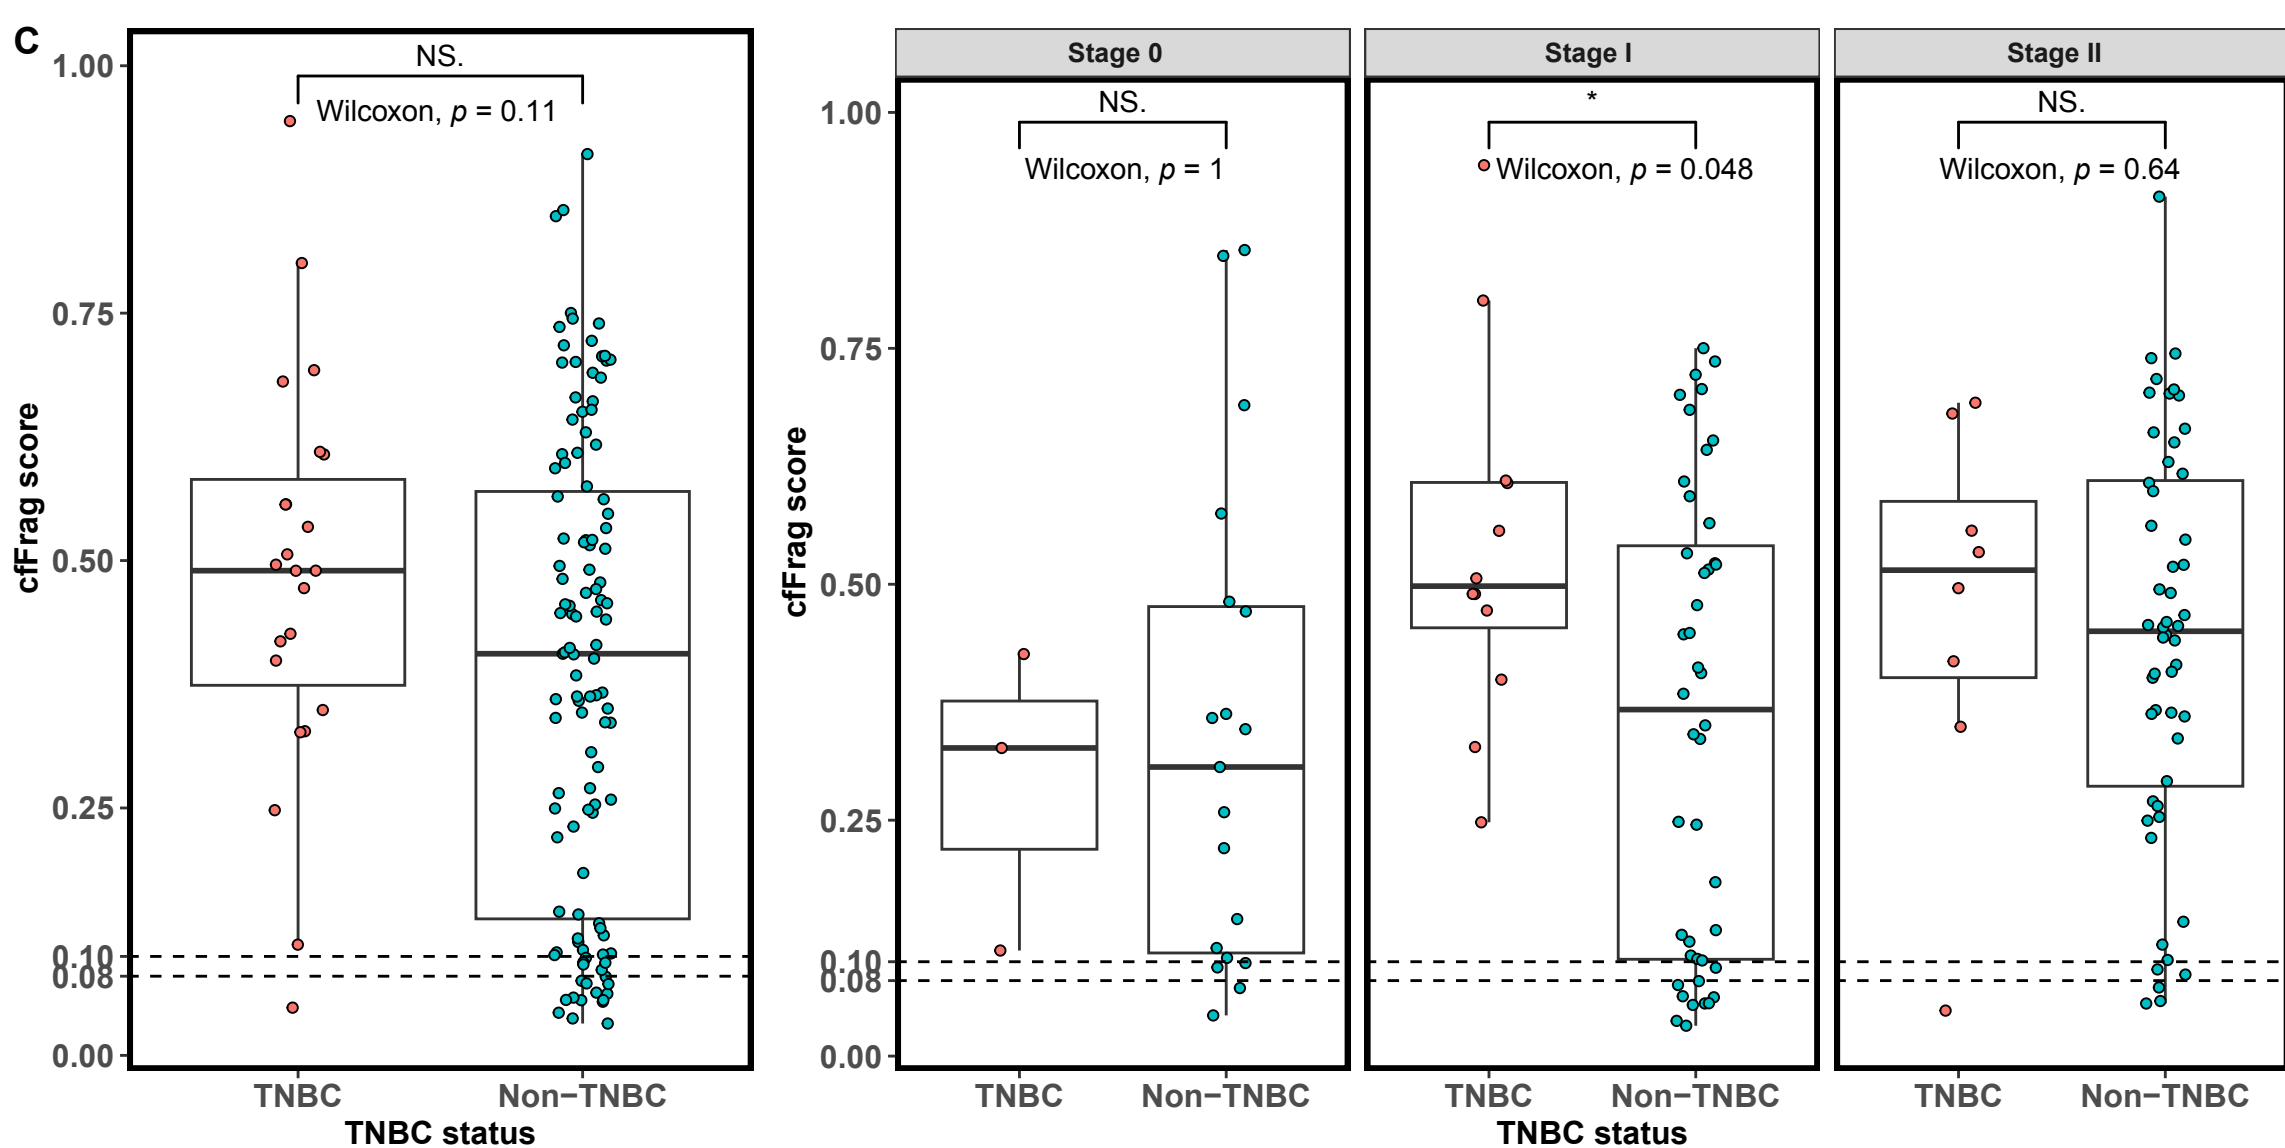 C
NS.
Wilcoxon, p = 0.11
cfFrag score
1.00
0.75
0.50
0.25
0.10
0.08
0.00
TNBC
Non−TNBC
TNBC status
Stage 0
Stage I
Stage II
NS.
*
NS.
Wilcoxon, p = 1
Wilcoxon, p = 0.048
Wilcoxon, p = 0.64
cfFrag score
1.00
0.75
0.50
0.25
0.10
0.08
0.00
TNBC
Non−TNBC
TNBC
Non−TNBC
TNBC
Non−TNBC
TNBC status